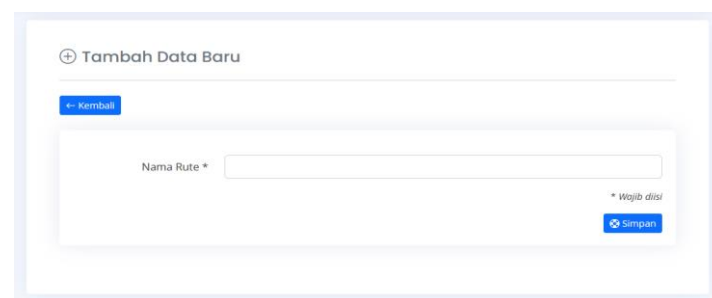 Tambah Data Baru
← Kembali
Nama Rute *
* Wajib diisi
Simpan